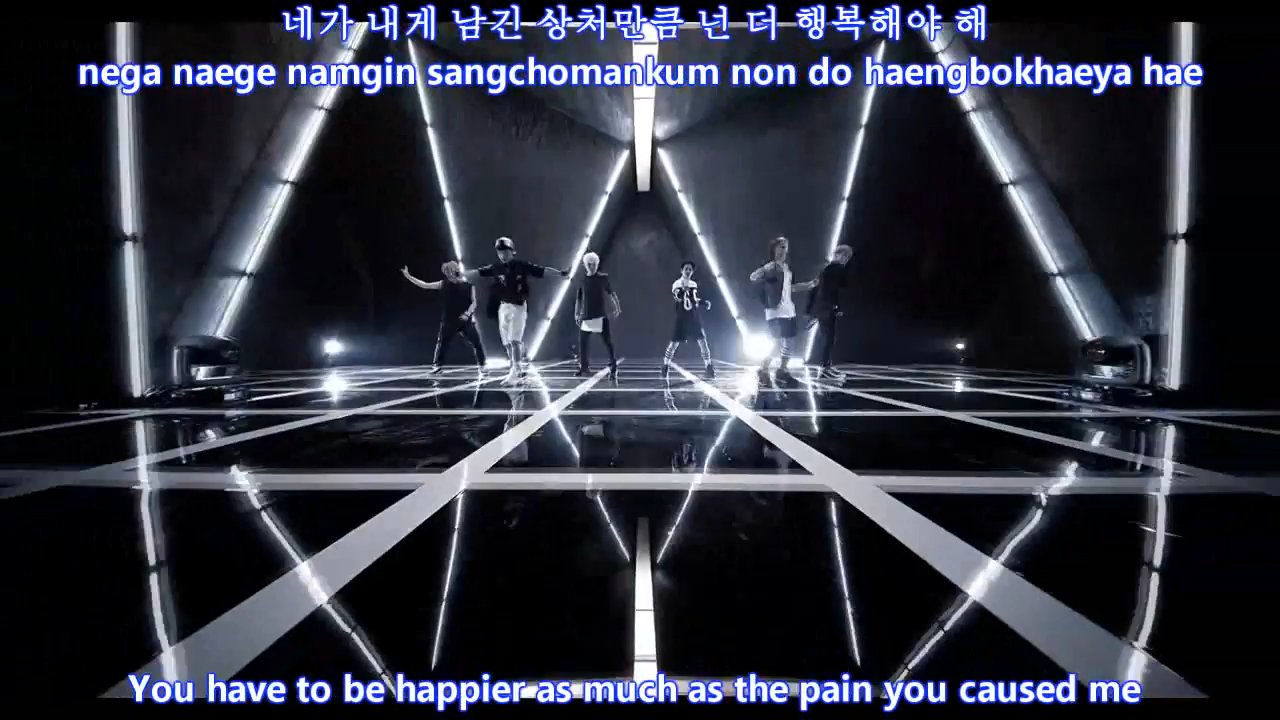 네가 내게 남긴 상처만큼 넌 더 행복해야 해
nega naege namgin sangchomankum non do haengbokhaeya hae
6
You have to be happier as much as the pain you caused me